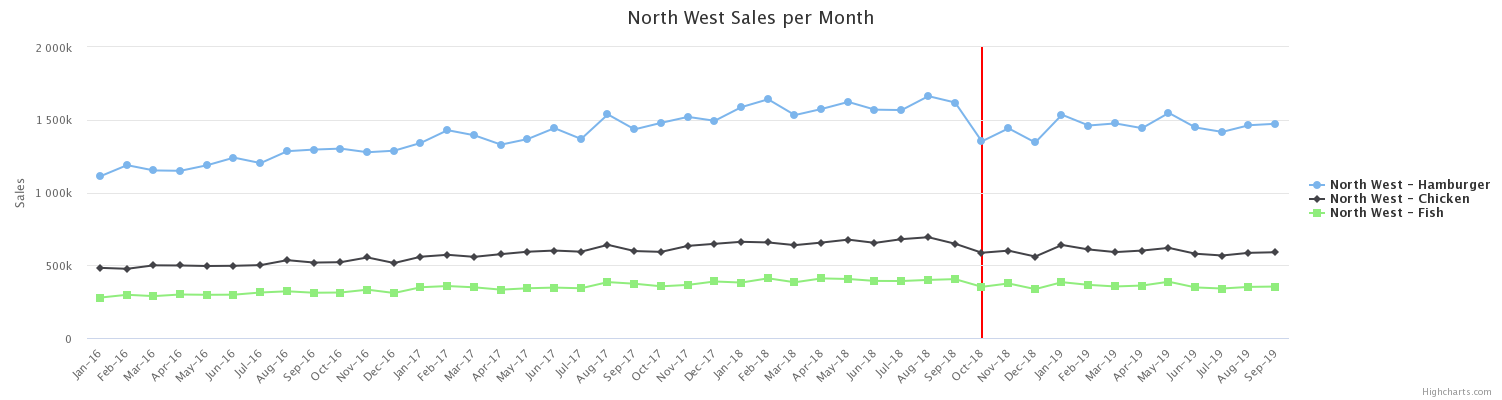 North West Sales per Month
2 000k
1 500k
1 000k
500k
0
Sales
Jan-16
Feb-16
Mar-16
Apr-16
May-16
Jun-16
Jul-16
Aug-16
Sep-16
Oct-16
Nov-16
Dec-16
Jan-17
Feb-17
Mar-17
Apr-17
May-17
Jun-17
Jul-17
Aug-17
Sep-17
Oct-17
Nov-17
Dec-17
Jan-18
Feb-18
Mar-18
Apr-18
May-18
Jun-18
Jul-18
Aug-18
Sep-18
Oct-18
Nov-18
Dec-18
Jan-19
Feb-19
Mar-19
Apr-19
May-19
Jun-19
Jul-19
Aug-19
Sep-19
North West - Hamburger
North West - Chicken
North West - Fish
Highcharts.com